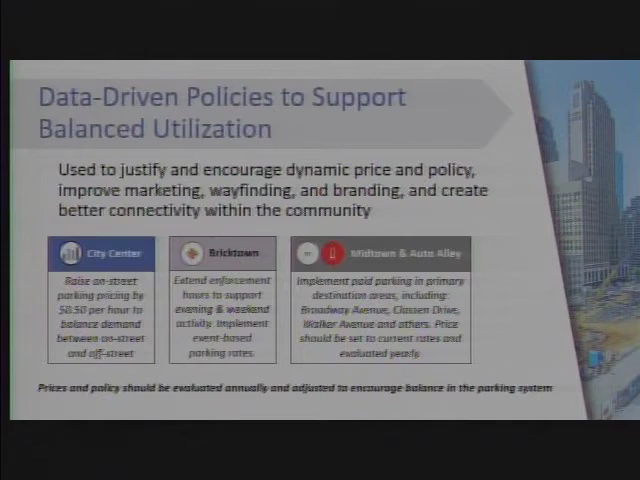 Data-Driven Policies to Support
Balanced Utilization
Used to justify and encourage dynamic price and policy,
improve marketing, wayfinding, and branding, and create
better connectivity within the community
City Center
Raise on-street
parking pricing by
$0.50 per hour to
balance demand
between on-street
and off-street
Bricktown
Extend enforcement
hours to support
evening & weekend
activity. Implement
event-based
parking rates.
Midtown & Auto Alley
Implement paid parking in primary
destination areas, including:
Broadway Avenue, Classen Drive,
Walker Avenue and others. Price
should be set to current rates and
evaluated yearly.
Prices and policy should be evaluated annually and adjusted to encourage balance in the parking system